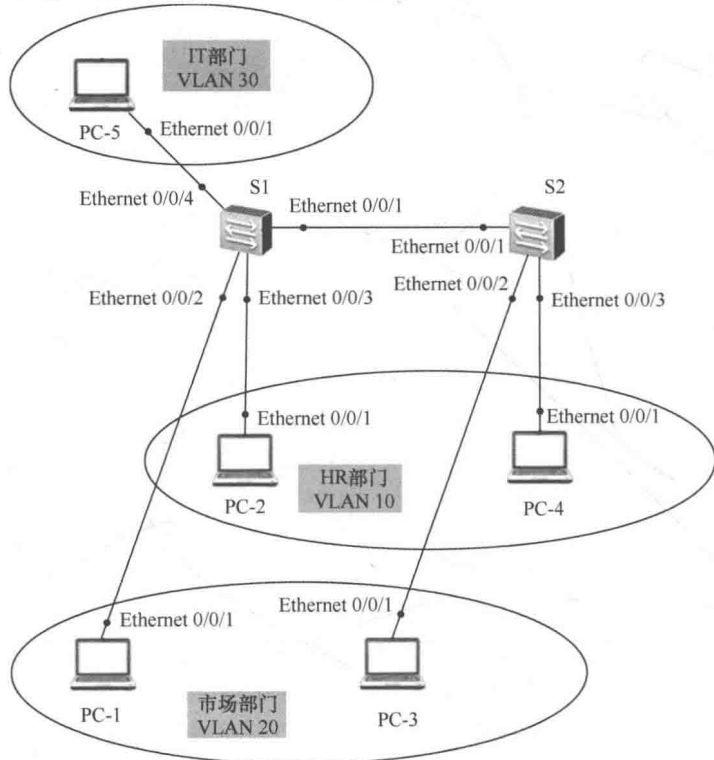 IT部门
VLAN 30
PC-5
Ethernet 0/0/1
Ethernet 0/0/4
S1
S2
Ethernet 0/0/1
Ethernet 0/0/1
Ethernet 0/0/2
Ethernet 0/0/3
Ethernet 0/0/2
Ethernet 0/0/3
Ethernet 0/0/1
Ethernet 0/0/1
PC-2
HR部门
VLAN 10
PC-4
Ethernet 0/0/1
Ethernet 0/0/1
PC-1
市场部门
VLAN 20
PC-3